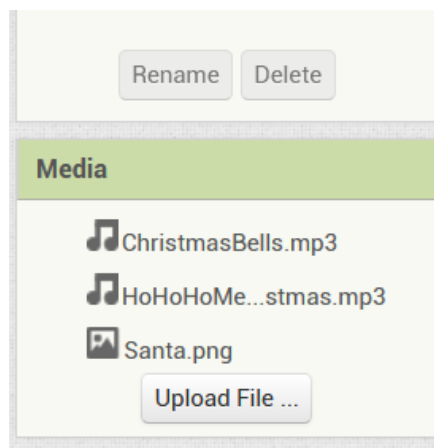 Rename Delete
Media
ChristmasBells.mp3
HoHoHoMe...stmas.mp3
Santa.png
Upload File ...